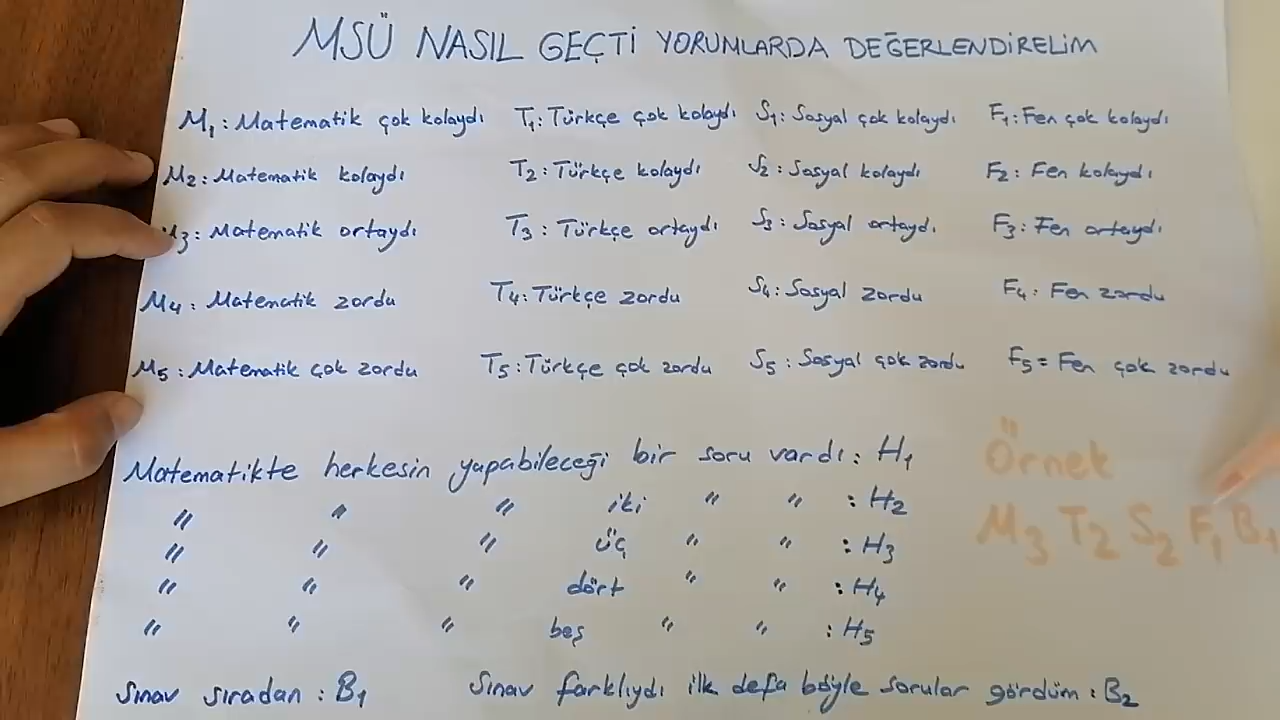 MSÜ NASIL GEÇTİ YORUMLARDA DEĞERLENDİRELİM
M1: Matematik çok kolaydı T1: Türkçe çok kolaydı S1: Sosyal çok kolaydı F1: Fen çok kolaydı
M2: Matematik kolaydı T2: Türkçe kolaydı S2: Sosyal kolaydı F2: Fen kolaydı
M3: Matematik ortaydı T3: Türkçe ortaydı S3: Sosyal ortaydı F3: Fen ortaydı
M4: Matematik zordu T4: Türkçe zordu S4: Sosyal zordu F4: Fen zordu
M5: Matematik çok zordu T5: Türkçe çok zordu S5: Sosyal çok zordu F5= Fen çok zordu
Matematikte herkesin yapabileceği bir soru vardı: H1
" " " iki " " : H2
" " " üç " " : H3
" " " dört " " : H4
" " " beş " " : H5
Örnek
M3 T2 S2 F1 B1
Sınav sıradan: B1 Sınav farklıydı ilk defa böyle sorular gördüm: B2